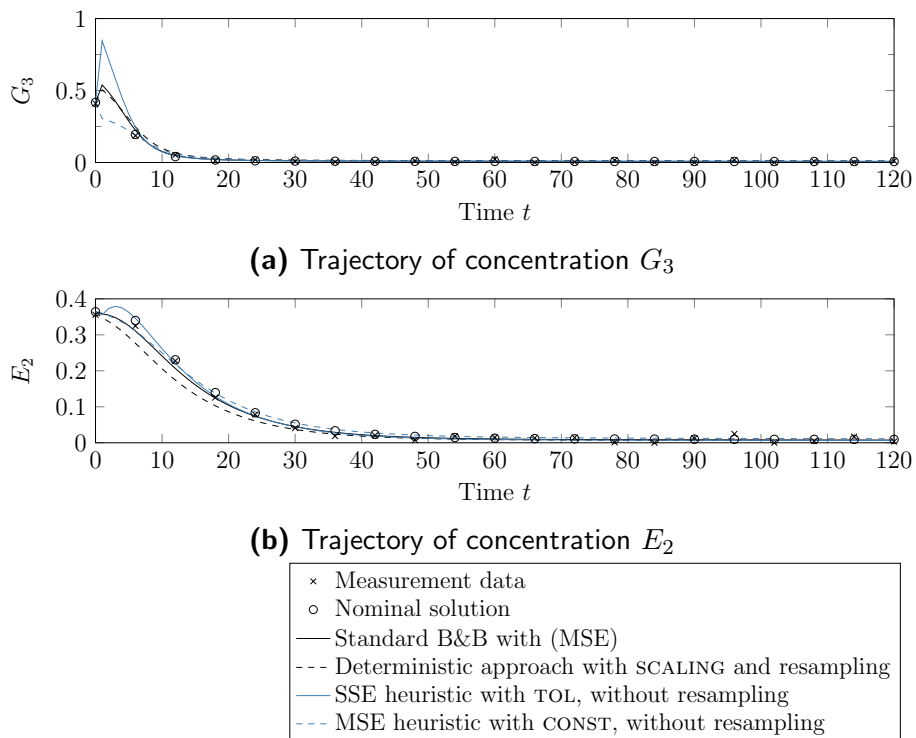 1
0.5
0
G₃
0 10 20 30 40 50 60 70 80 90 100 110 120
Time t
(a) Trajectory of concentration G₃
0.4
0.3
0.2
0.1
0
E₂
0 10 20 30 40 50 60 70 80 90 100 110 120
Time t
(b) Trajectory of concentration E₂
Measurement data
Nominal solution
Standard B&B with (MSE)
Deterministic approach with SCALING and resampling
SSE heuristic with TOL, without resampling
MSE heuristic with CONST, without resampling